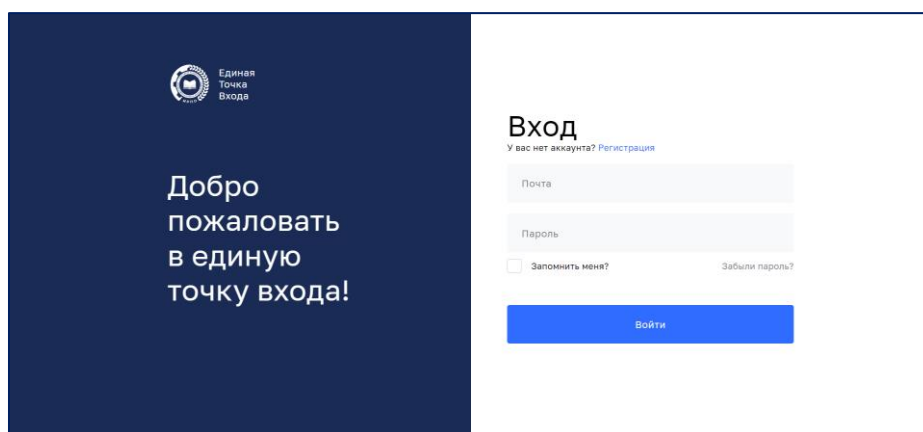 Единая
Точка
Входа
Добро
пожаловать
в единую
точку входа!
Вход
У вас нет аккаунта? Регистрация
Почта
Пароль
Запомнить меня? Забыли пароль?
Войти